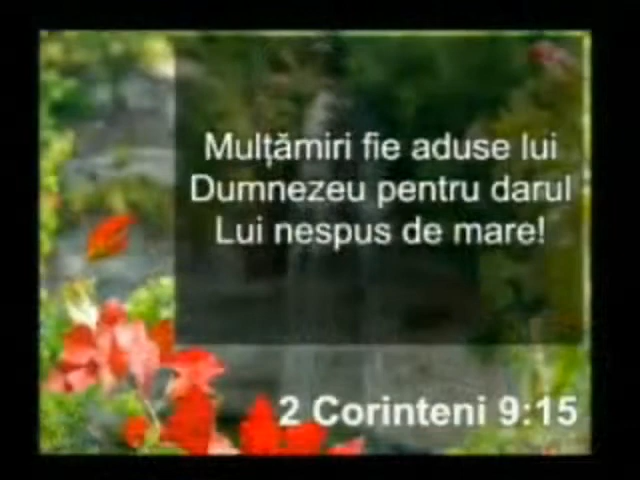 Mulțămiri fie aduse lui
Dumnezeu pentru darul
Lui nespus de mare!
2 Corinteni 9:15